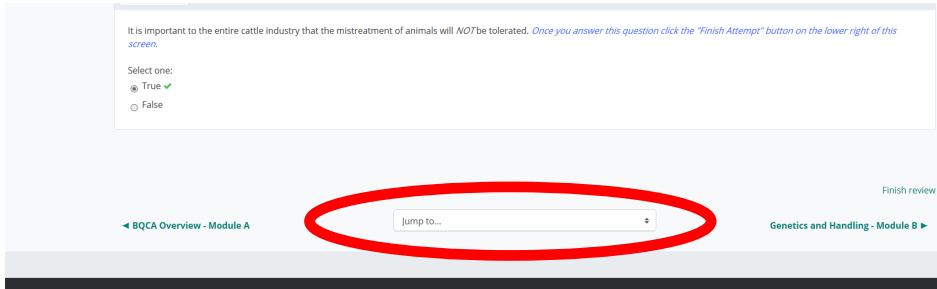 It is important to the entire cattle industry that the mistreatment of animals will NOT be tolerated. Once you answer this question click the "Finish Attempt" button on the lower right of this
screen.
Select one:
True ✔
False
Finish review
◄ BQCA Overview - Module A
Jump to...
Genetics and Handling - Module B ►